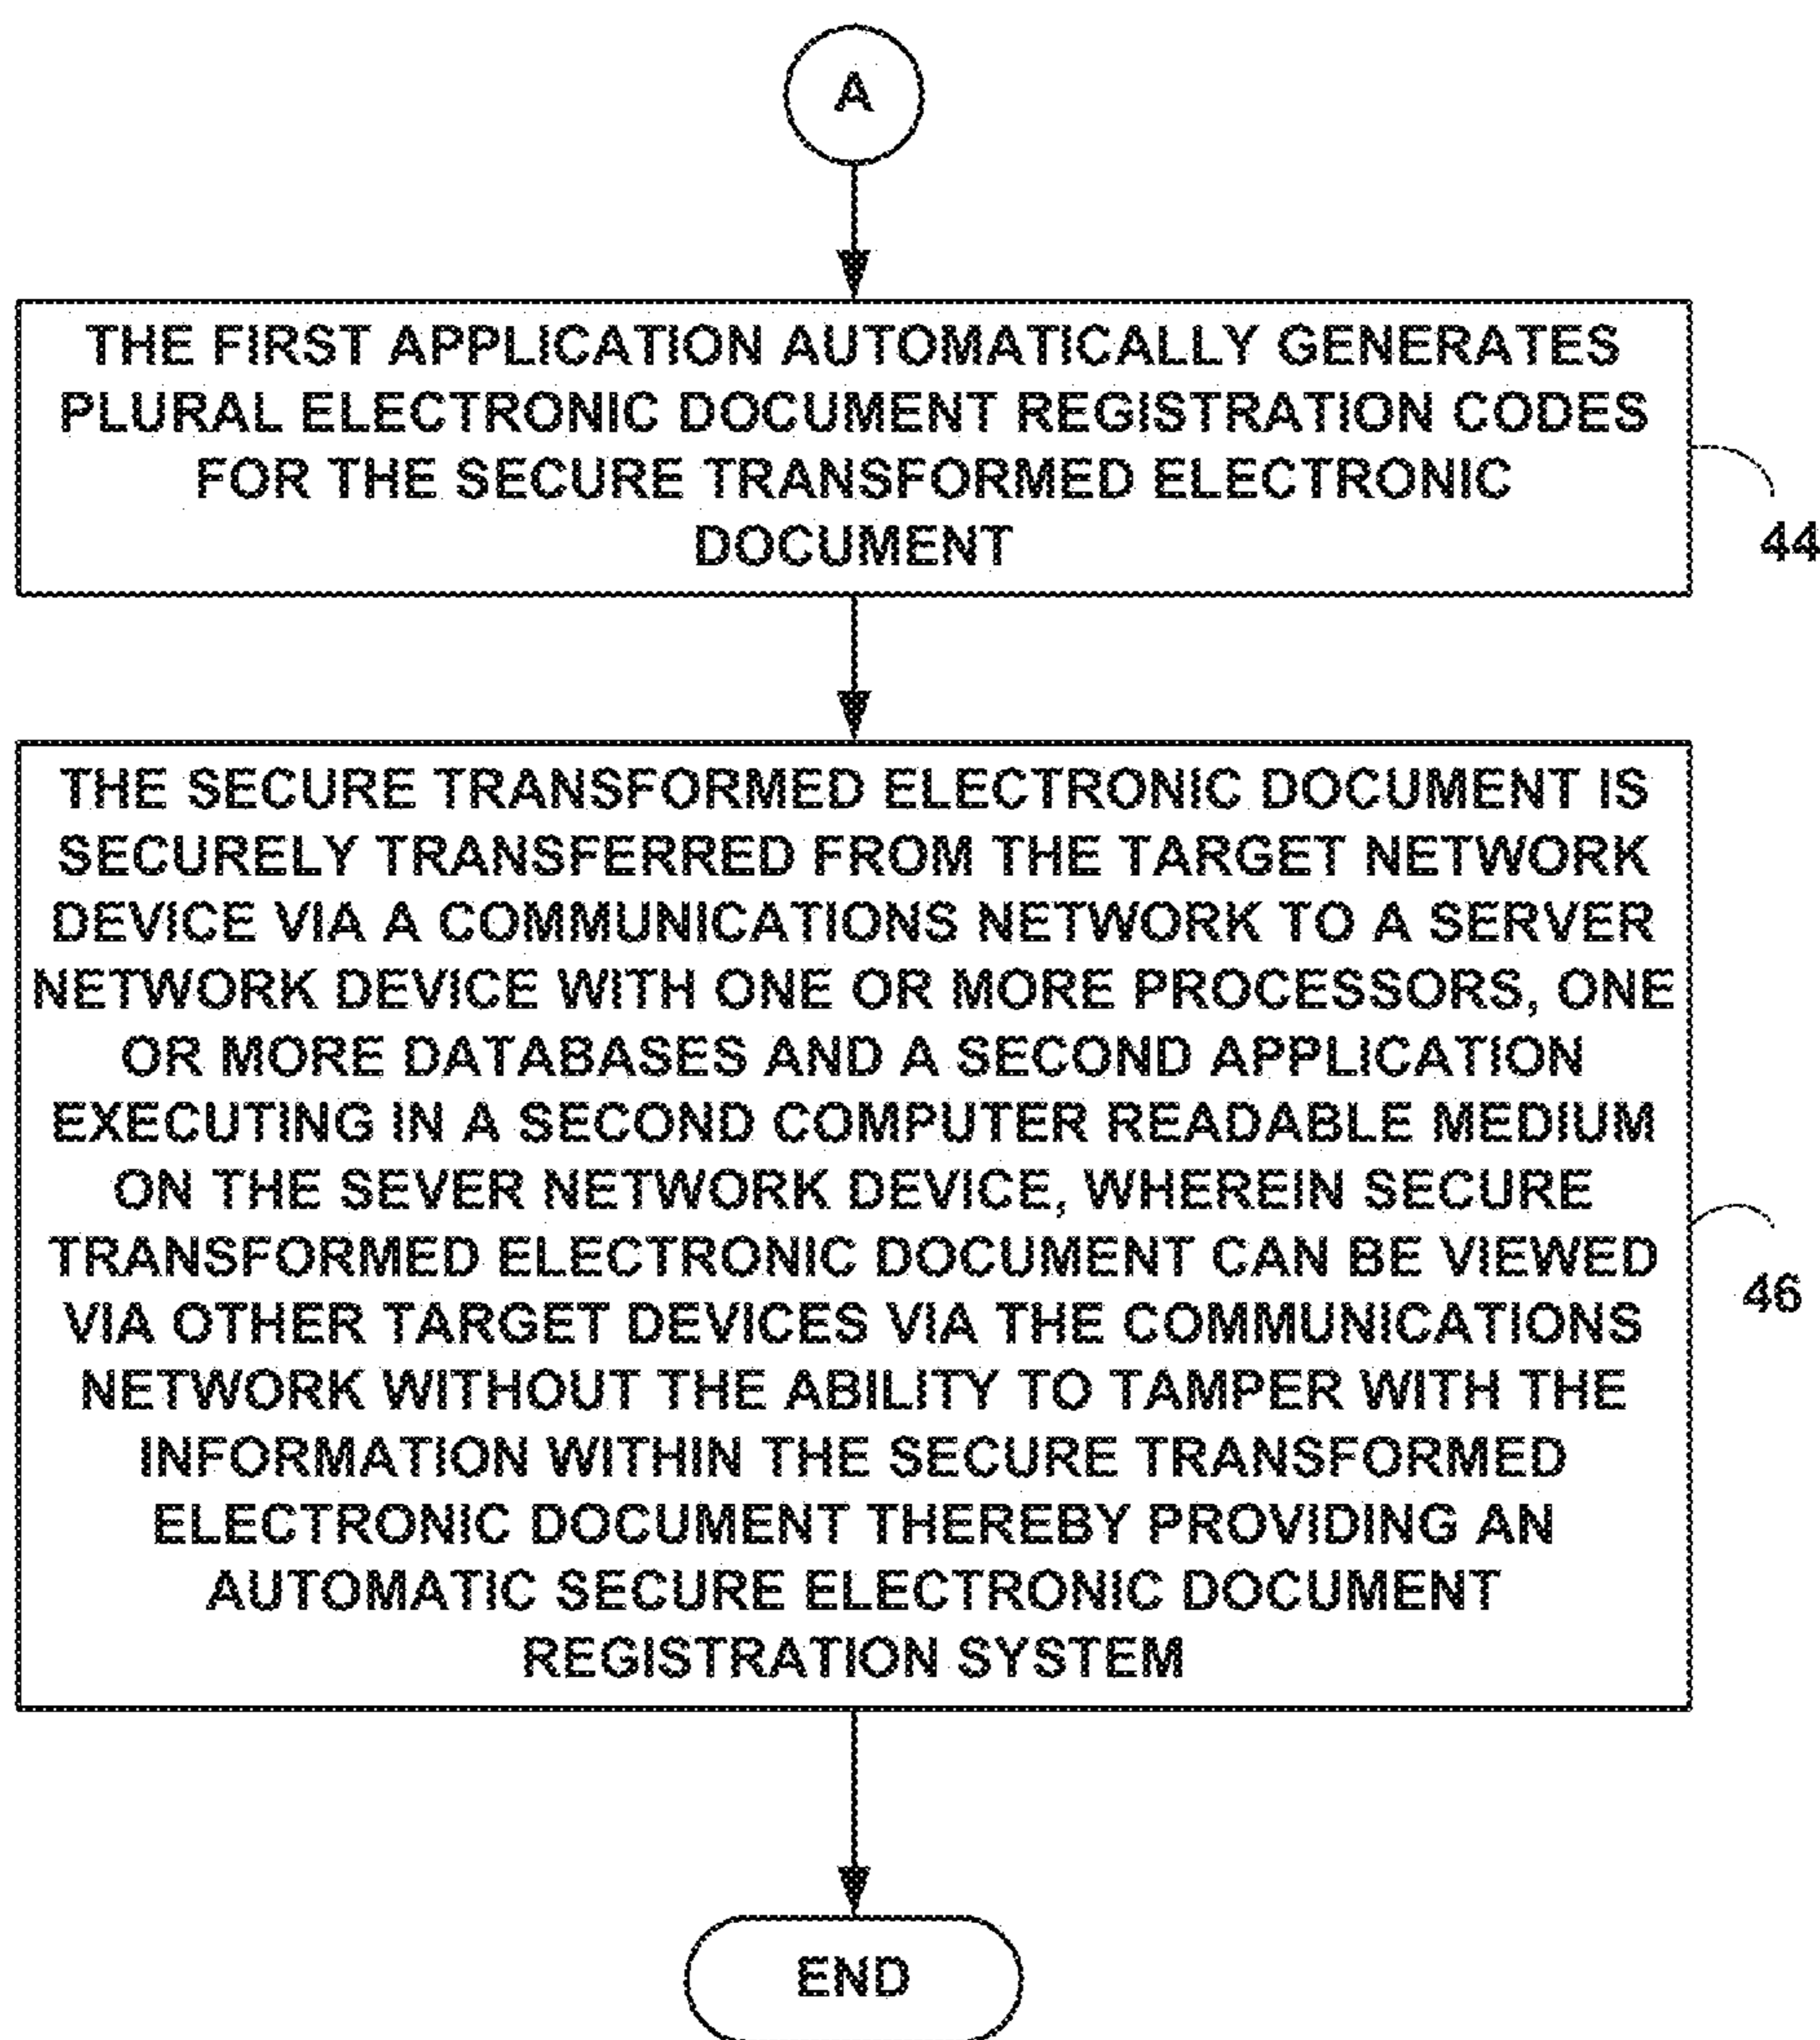 A
THE FIRST APPLICATION AUTOMATICALLY GENERATES
PLURAL ELECTRONIC DOCUMENT REGISTRATION CODES
FOR THE SECURE TRANSFORMED ELECTRONIC
DOCUMENT
44
THE SECURE TRANSFORMED ELECTRONIC DOCUMENT IS
SECURELY TRANSFERRED FROM THE TARGET NETWORK
DEVICE VIA A COMMUNICATIONS NETWORK TO A SERVER
NETWORK DEVICE WITH ONE OR MORE PROCESSORS, ONE
OR MORE DATABASES AND A SECOND APPLICATION
EXECUTING IN A SECOND COMPUTER READABLE MEDIUM
ON THE SEVER NETWORK DEVICE, WHEREIN SECURE
TRANSFORMED ELECTRONIC DOCUMENT CAN BE VIEWED
VIA OTHER TARGET DEVICES VIA THE COMMUNICATIONS
NETWORK WITHOUT THE ABILITY TO TAMPER WITH THE
INFORMATION WITHIN THE SECURE TRANSFORMED
ELECTRONIC DOCUMENT THEREBY PROVIDING AN
AUTOMATIC SECURE ELECTRONIC DOCUMENT
REGISTRATION SYSTEM
46
END